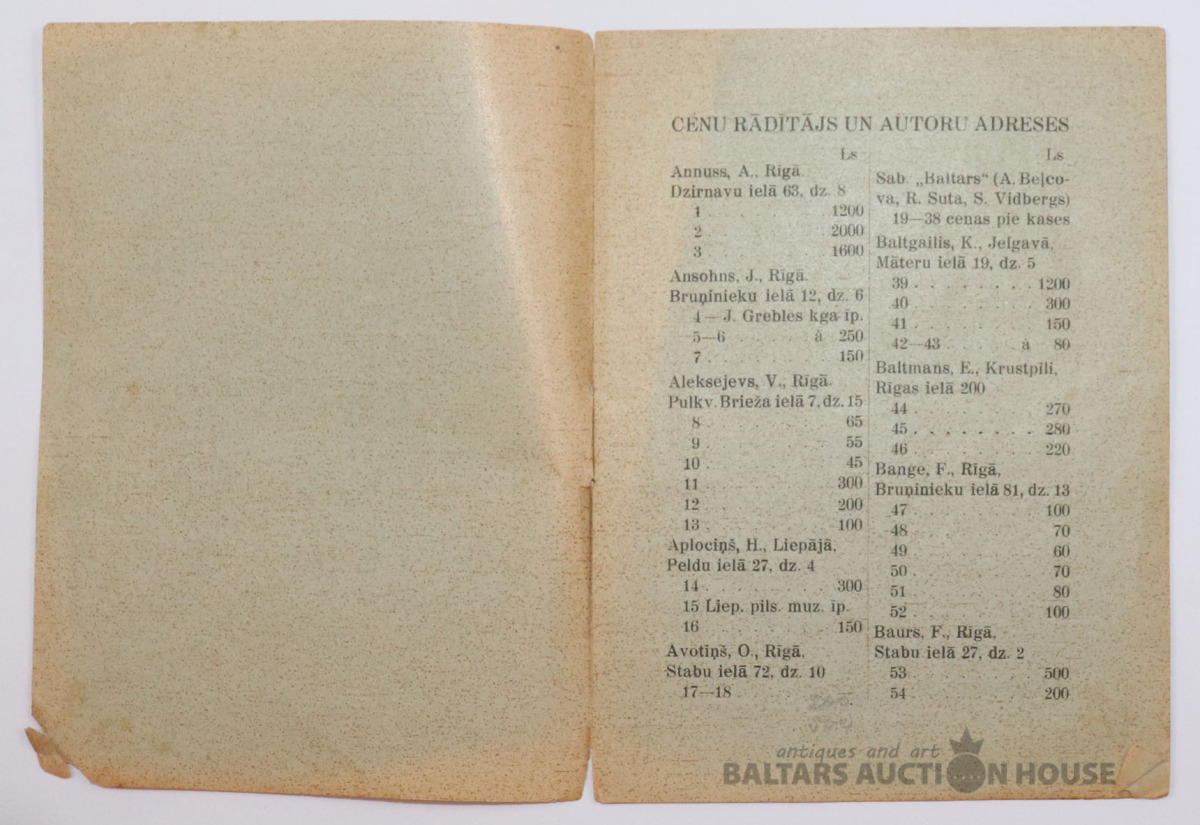 CENU RĀDĪTĀJS UN AUTORU ADRESES
Ls
Annuss, A., Rīgā.
Dzirnavu ielā 63, dz. 8
1 . . . . . . . 1200
2 . . . . . . . 2000
3 . . . . . . . 1600
Ansohns, J., Rīgā.
Bruņinieku ielā 12, dz. 6
4 — J. Grebles kga īp.
5—6 . . . . . . à 250
7 . . . . . . . 150
Aleksejevs, V., Rīgā.
Pulkv. Brieža ielā 7, dz. 15
8 . . . . . . . 65
9 . . . . . . . 55
10 . . . . . . . 45
11 . . . . . . . 300
12 . . . . . . . 200
13 . . . . . . . 100
Aplociņš, H., Liepājā,
Peldu ielā 27, dz. 4
14 . . . . . . . 300
15 Liep. pils. muz. īp.
16 . . . . . . . 150
Avotiņš, O., Rīgā,
Stabu ielā 72, dz. 10
17—18 . . . . . .
Ls
Sab. „Baltars“ (A. Beļco-
va, R. Suta, S. Vidbergs)
19—38 cenas pie kases
Baltgailis, K., Jelgavā,
Māteru ielā 19, dz. 5
39 . . . . . . . 1200
40 . . . . . . . 300
41 . . . . . . . 150
42—43 . . . . . à 80
Baltmans, E., Krustpilī,
Rīgas ielā 200
44 . . . . . . . 270
45 . . . . . . . 280
46 . . . . . . . 220
Bange, F., Rīgā,
Bruņinieku ielā 81, dz. 13
47 . . . . . . . 100
48 . . . . . . . 70
49 . . . . . . . 60
50 . . . . . . . 70
51 . . . . . . . 80
52 . . . . . . . 100
Baurs, F., Rīgā,
Stabu ielā 27, dz. 2
53 . . . . . . . 500
54 . . . . . . . 200
antiques and art
BALTARS AUCTION HOUSE